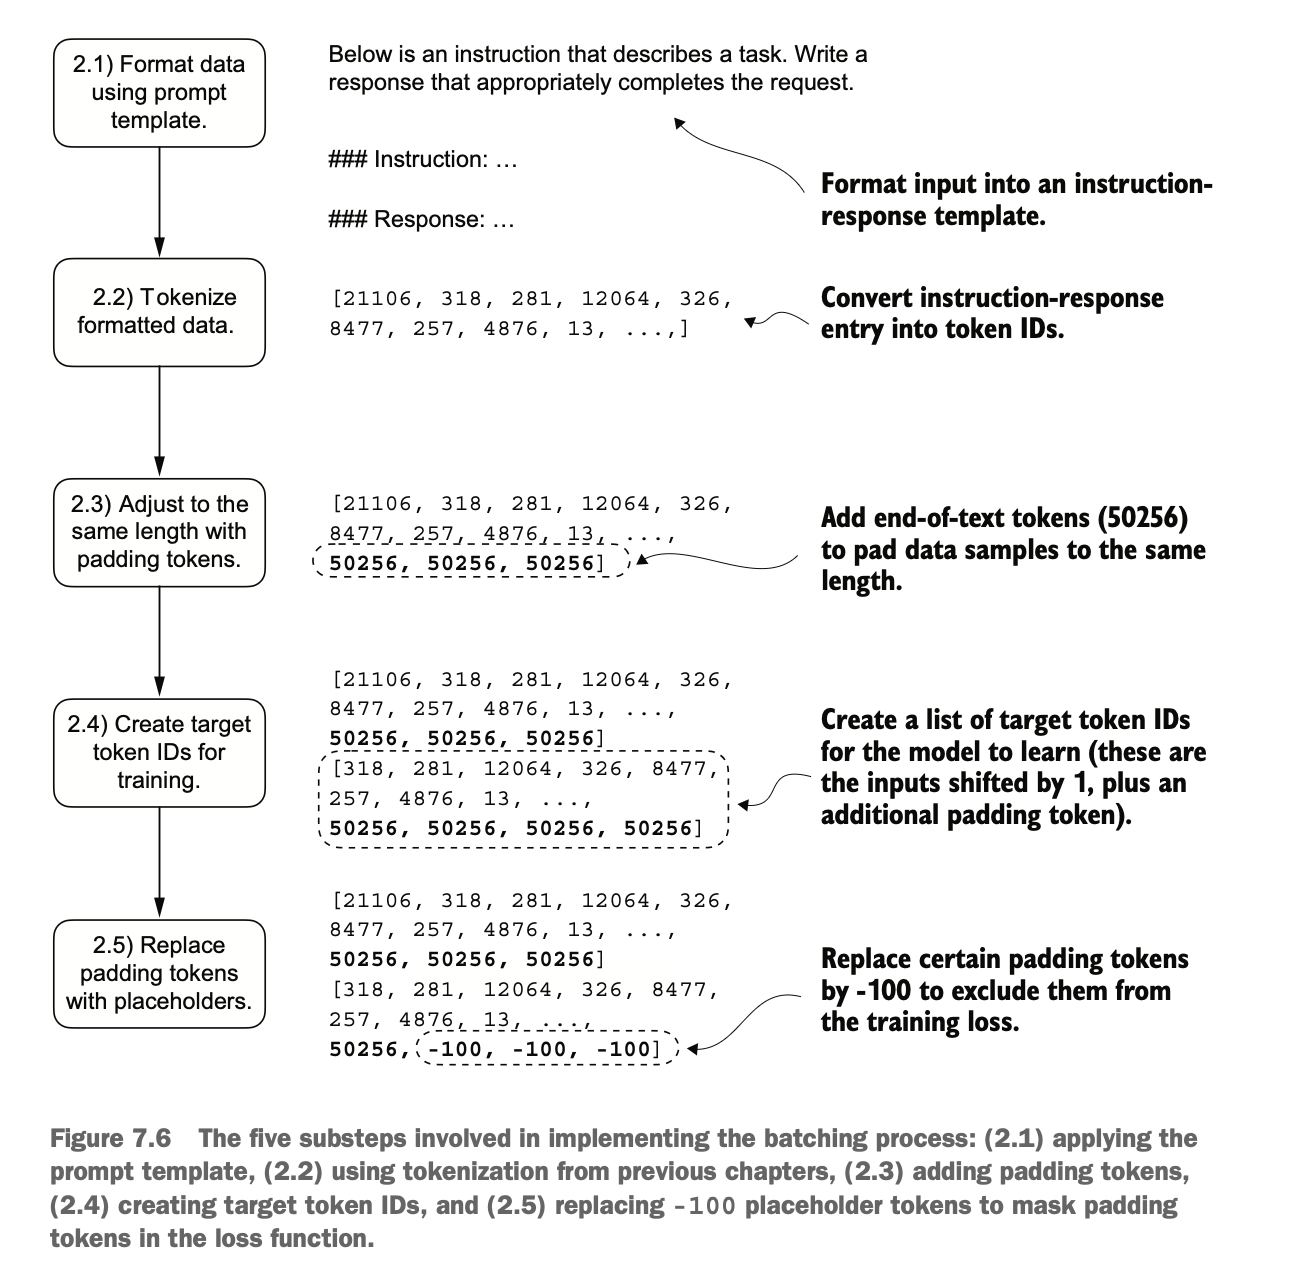 2.1) Format data
using prompt
template.
Below is an instruction that describes a task. Write a
response that appropriately completes the request.
### Instruction: …
### Response: …
Format input into an instruction-
response template.
2.2) Tokenize
formatted data.
[21106, 318, 281, 12064, 326,
8477, 257, 4876, 13, ...,]
Convert instruction-response
entry into token IDs.
2.3) Adjust to the
same length with
padding tokens.
[21106, 318, 281, 12064, 326,
8477, 257, 4876, 13, ...,
50256, 50256, 50256]
Add end-of-text tokens (50256)
to pad data samples to the same
length.
2.4) Create target
token IDs for
training.
[21106, 318, 281, 12064, 326,
8477, 257, 4876, 13, ...,
50256, 50256, 50256]
[318, 281, 12064, 326, 8477,
257, 4876, 13, ...,
50256, 50256, 50256, 50256]
Create a list of target token IDs
for the model to learn (these are
the inputs shifted by 1, plus an
additional padding token).
2.5) Replace
padding tokens
with placeholders.
[21106, 318, 281, 12064, 326,
8477, 257, 4876, 13, ...,
50256, 50256, 50256]
[318, 281, 12064, 326, 8477,
257, 4876, 13, ...,
50256, -100, -100, -100]
Replace certain padding tokens
by -100 to exclude them from
the training loss.
Figure 7.6 The five substeps involved in implementing the batching process: (2.1) applying the
prompt template, (2.2) using tokenization from previous chapters, (2.3) adding padding tokens,
(2.4) creating target token IDs, and (2.5) replacing -100 placeholder tokens to mask padding
tokens in the loss function.